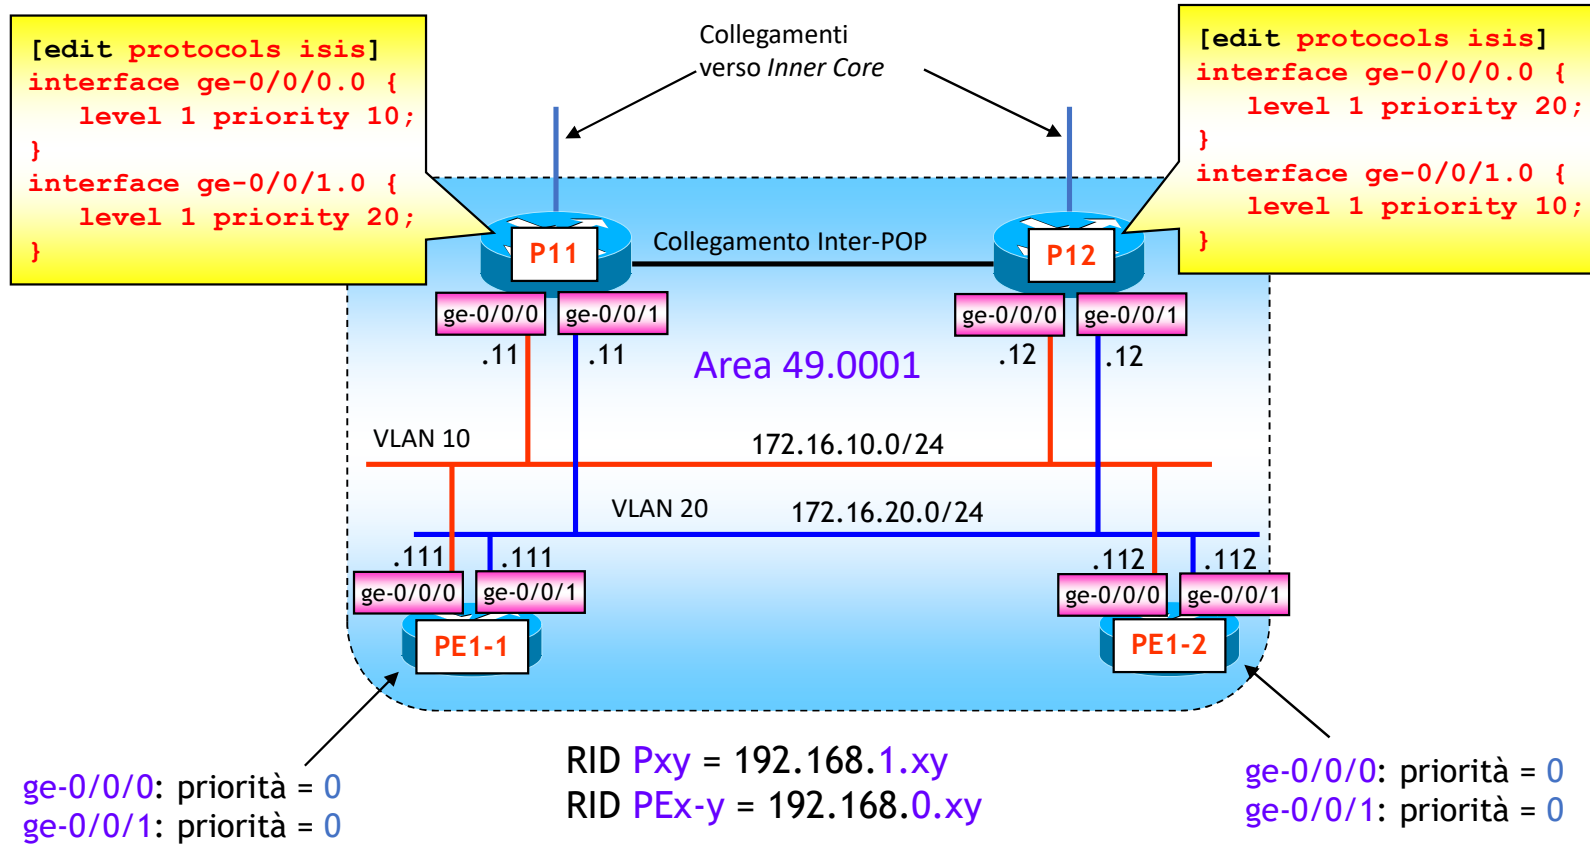 [edit protocols isis]
interface ge-0/0/0.0 {
   level 1 priority 10;
}
interface ge-0/0/1.0 {
   level 1 priority 20;
}
Collegamenti
verso Inner Core
[edit protocols isis]
interface ge-0/0/0.0 {
   level 1 priority 20;
}
interface ge-0/0/1.0 {
   level 1 priority 10;
}
P11
Collegamento Inter-POP
P12
ge-0/0/0
ge-0/0/1
ge-0/0/0
ge-0/0/1
.11
.11
.12
.12
Area 49.0001
VLAN 10
172.16.10.0/24
VLAN 20
172.16.20.0/24
.111
.111
.112
.112
ge-0/0/0
ge-0/0/1
ge-0/0/0
ge-0/0/1
PE1-1
PE1-2
RID Pxy = 192.168.1.xy
RID PEx-y = 192.168.0.xy
ge-0/0/0: priorità = 0
ge-0/0/1: priorità = 0
ge-0/0/0: priorità = 0
ge-0/0/1: priorità = 0